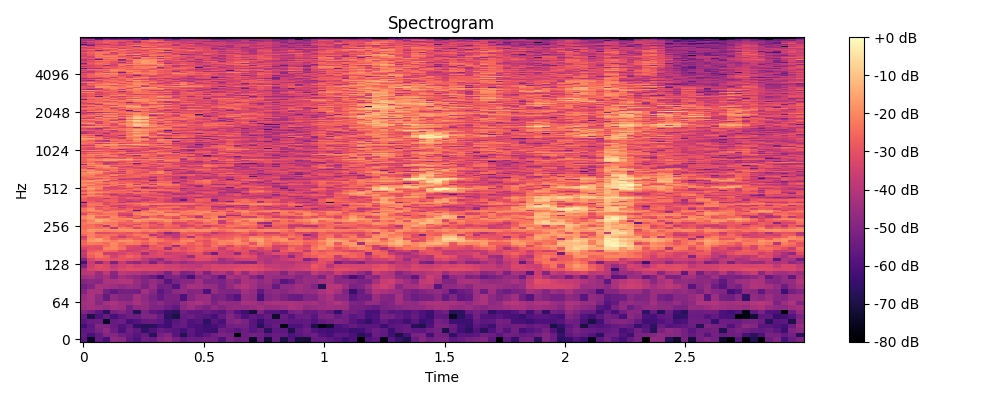 Spectrogram
Hz
4096
2048
1024
512
256
128
64
0
0
0.5
1
1.5
2
2.5
Time
+0 dB
-10 dB
-20 dB
-30 dB
-40 dB
-50 dB
-60 dB
-70 dB
-80 dB